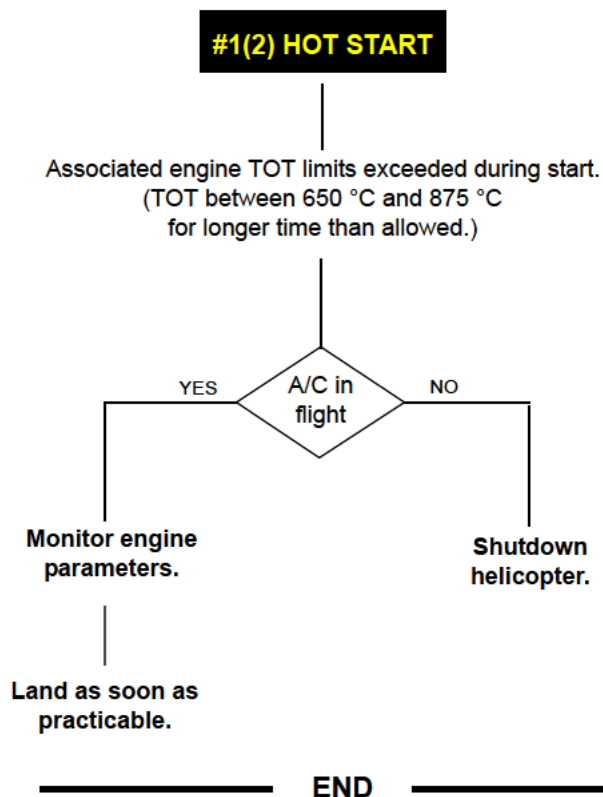 #1(2) HOT START
Associated engine TOT limits exceeded during start.
(TOT between 650 °C and 875 °C
for longer time than allowed.)
A/C in
flight
YES
NO
Monitor engine
parameters.
Shutdown
helicopter.
Land as soon as
practicable.
END